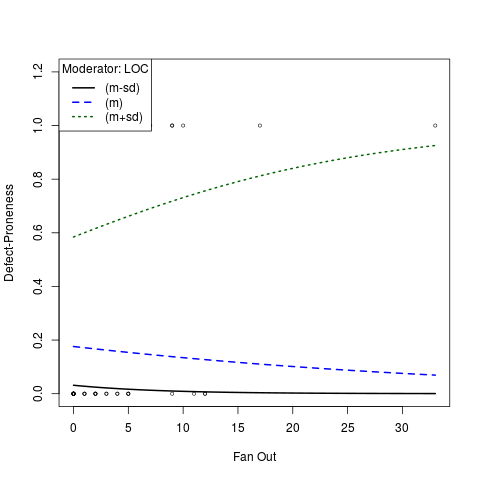 Moderator: LOC
(m-sd)
(m)
(m+sd)
Defect-Proneness
0.0 0.2 0.4 0.6 0.8 1.0 1.2
0 5 10 15 20 25 30
Fan Out